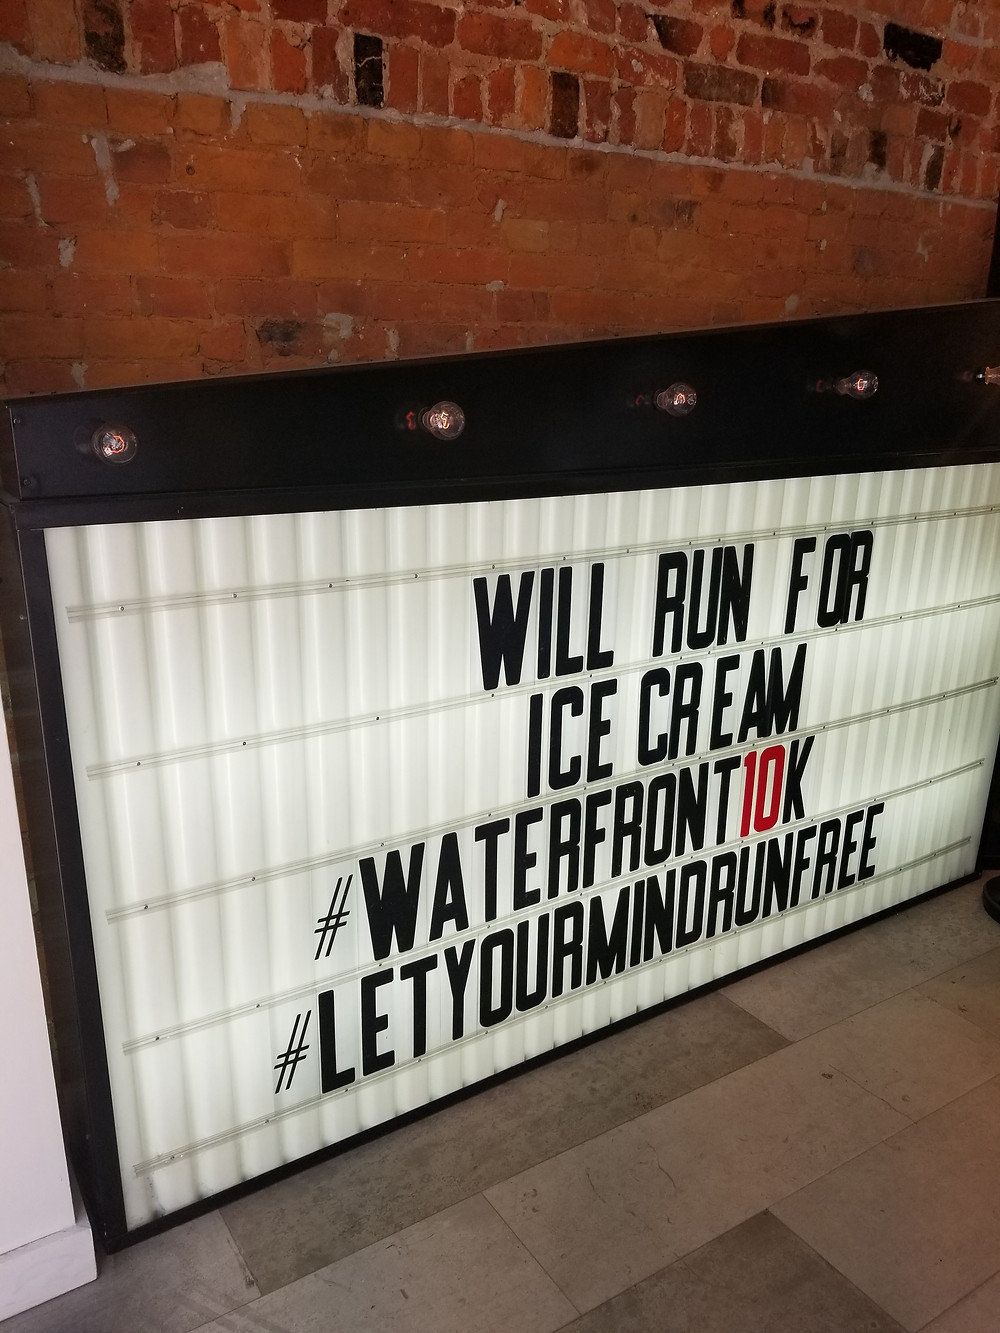 WILL RUN FOR
ICE CREAM
#WATERFRONT10K
#LETYOURMINDRUNFREE